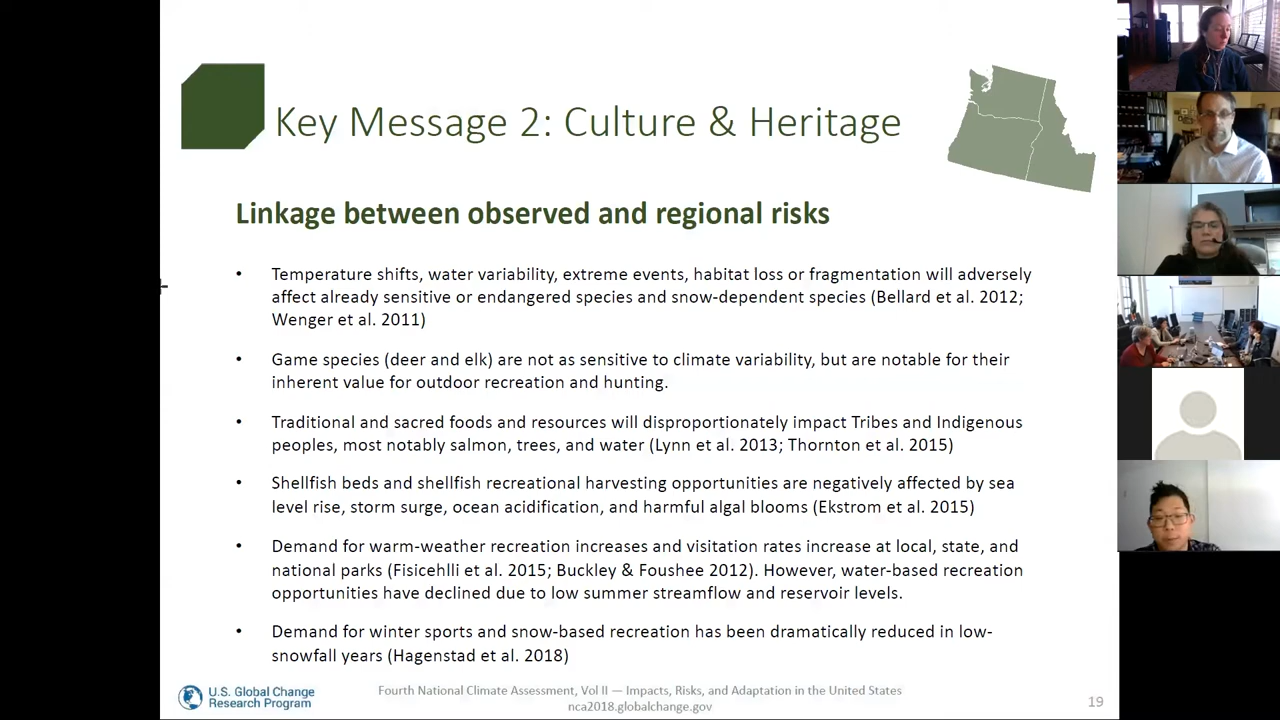 Key Message 2: Culture & Heritage
Linkage between observed and regional risks
• Temperature shifts, water variability, extreme events, habitat loss or fragmentation will adversely
affect already sensitive or endangered species and snow-dependent species (Bellard et al. 2012;
Wenger et al. 2011)
• Game species (deer and elk) are not as sensitive to climate variability, but are notable for their
inherent value for outdoor recreation and hunting.
• Traditional and sacred foods and resources will disproportionately impact Tribes and Indigenous
peoples, most notably salmon, trees, and water (Lynn et al. 2013; Thornton et al. 2015)
• Shellfish beds and shellfish recreational harvesting opportunities are negatively affected by sea
level rise, storm surge, ocean acidification, and harmful algal blooms (Ekstrom et al. 2015)
• Demand for warm-weather recreation increases and visitation rates increase at local, state, and
national parks (Fisicehlli et al. 2015; Buckley & Foushee 2012). However, water-based recreation
opportunities have declined due to low summer streamflow and reservoir levels.
• Demand for winter sports and snow-based recreation has been dramatically reduced in low-
snowfall years (Hagenstad et al. 2018)
U.S. Global Change
Research Program
Fourth National Climate Assessment, Vol II — Impacts, Risks, and Adaptation in the United States
nca2018.globalchange.gov
19